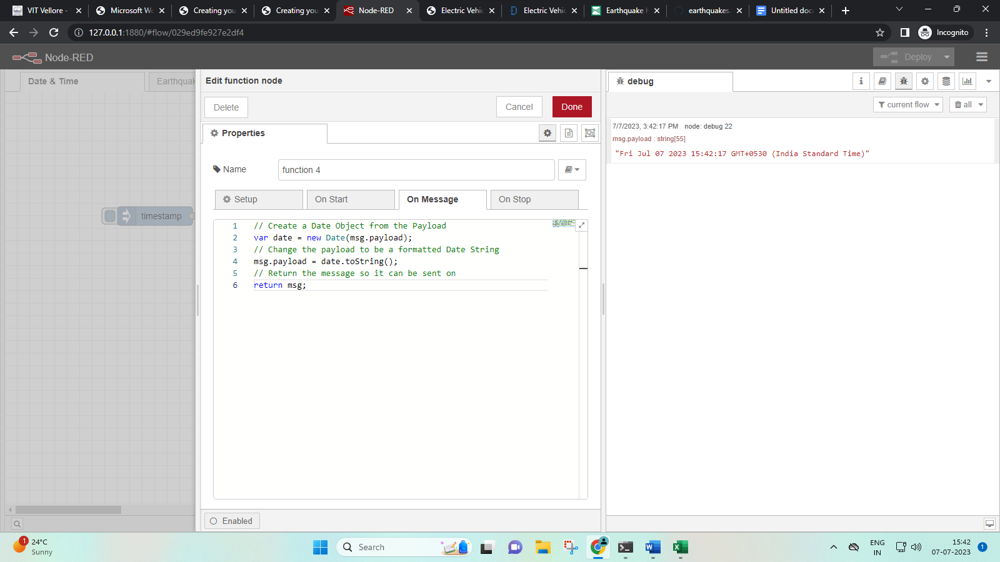 VIT Vellore -
Microsoft Wo
Creating you
Creating you
Node-RED
Electric Vehic
Electric Vehic
Earthquake H
earthquakes.
Untitled doc
127.0.0.1:1880/#flow/029ed9fe927e2df4
Incognito
Node-RED
Deploy
Date & Time
Earthquak
timestamp
Edit function node
Delete
Cancel
Done
Properties
Name
function 4
Setup
On Start
On Message
On Stop
1 // Create a Date Object from the Payload
2 var date = new Date(msg.payload);
3 // Change the payload to be a formatted Date String
4 msg.payload = date.toString();
5 // Return the message so it can be sent on
6 return msg;
Enabled
debug
i
current flow
all
7/7/2023, 3:42:17 PM node: debug 22
msg.payload : string[55]
"Fri Jul 07 2023 15:42:17 GMT+0530 (India Standard Time)"
1
24°C
Sunny
Search
ENG
IN
15:42
07-07-2023
1